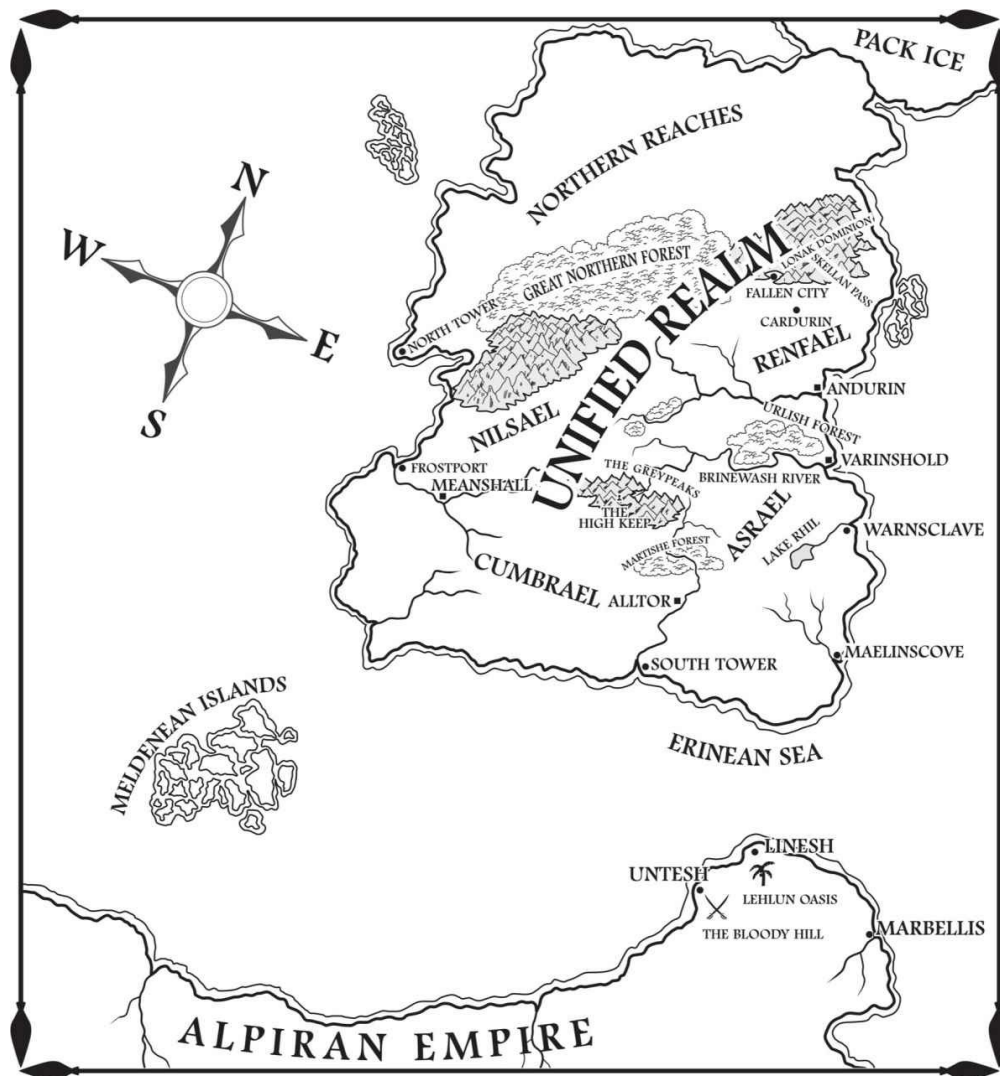 PACK ICE
NORTHERN REACHES
N
W
E
S
GREAT NORTHERN FOREST
UNIFIED REALM
LONAK DOMINION
SKELLAN PASS
FALLEN CITY
CARDURIN
NORTH TOWER
RENFAEL
ANDURIN
NILSAEL
URLISH FOREST
VARINSHOLD
FROSTPORT
MEANSHALL
THE GREYPEAKS
BRINEWASH RIVER
THE
HIGH KEEP
ASRAEL
LAKE RHIL
WARNSCLAVE
MARTISHE FOREST
CUMBRAEL
ALLTOR
MAELINSCOVE
SOUTH TOWER
MELDENEAN ISLANDS
ERINEAN SEA
LINESH
UNTESH
LEHLUN OASIS
THE BLOODY HILL
MARBELLIS
ALPIRAN EMPIRE